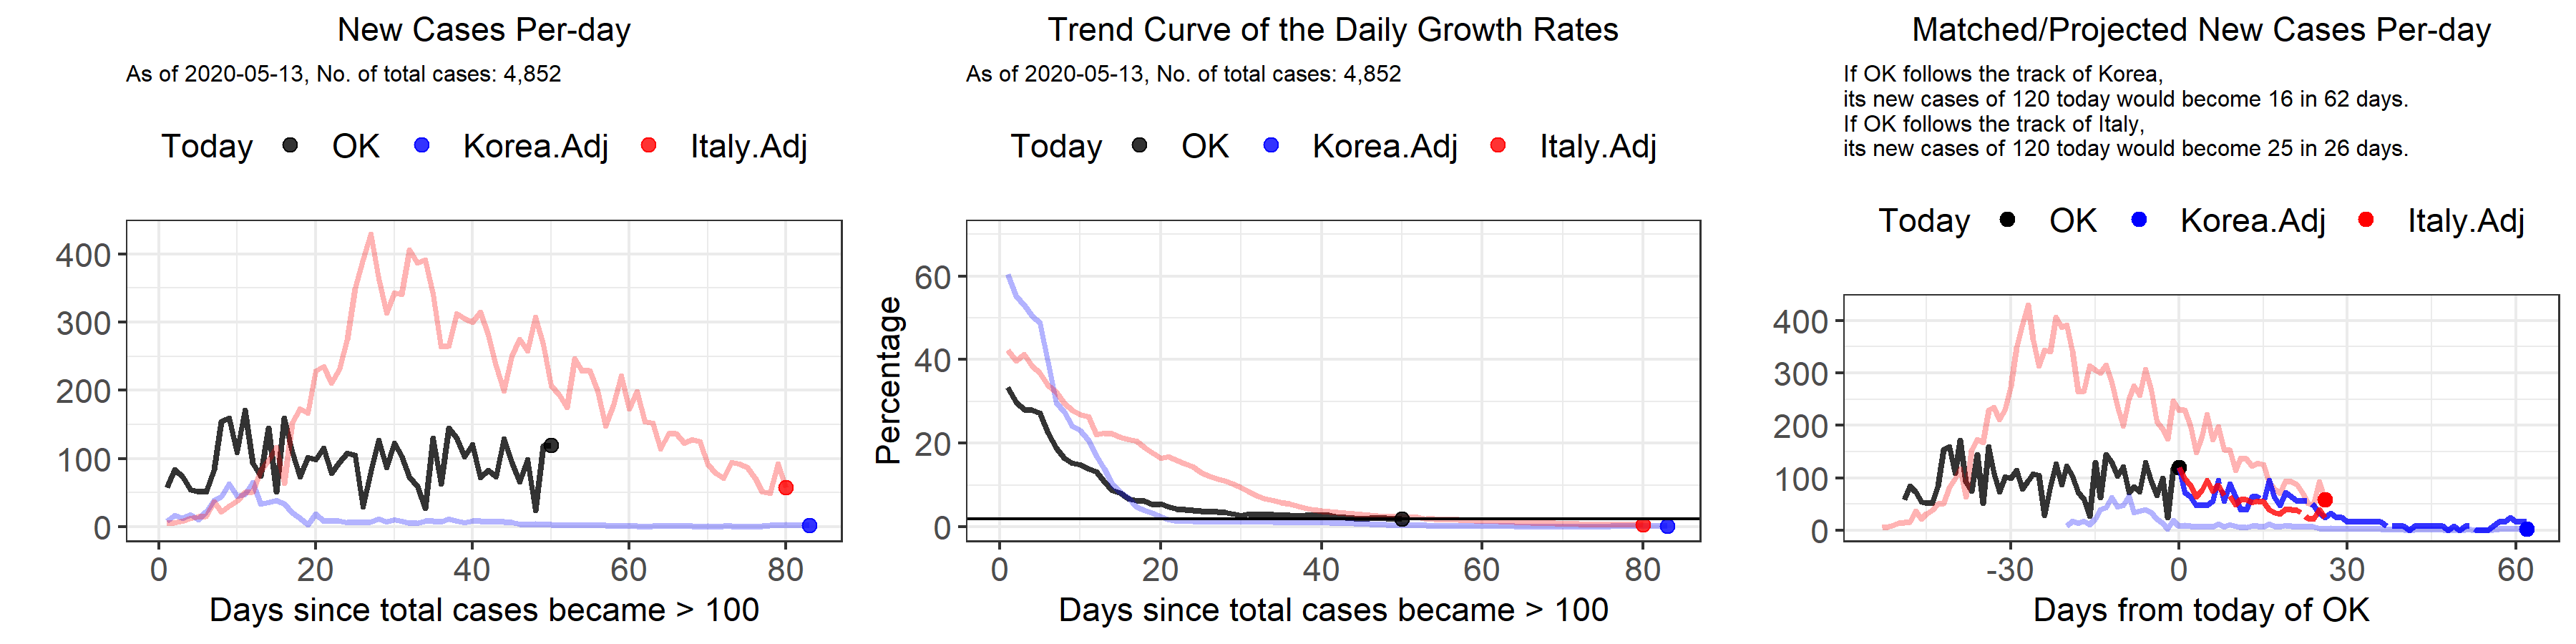 New Cases Per-day
As of 2020-05-13, No. of total cases: 4,852
Today OK Korea.Adj Italy.Adj
400
300
200
100
0
0 20 40 60 80
Days since total cases became > 100
Trend Curve of the Daily Growth Rates
As of 2020-05-13, No. of total cases: 4,852
Today OK Korea.Adj Italy.Adj
Percentage
60
40
20
0
0 20 40 60 80
Days since total cases became > 100
Matched/Projected New Cases Per-day
If OK follows the track of Korea,
its new cases of 120 today would become 16 in 62 days.
If OK follows the track of Italy,
its new cases of 120 today would become 25 in 26 days.
Today OK Korea.Adj Italy.Adj
400
300
200
100
0
-30 0 30 60
Days from today of OK